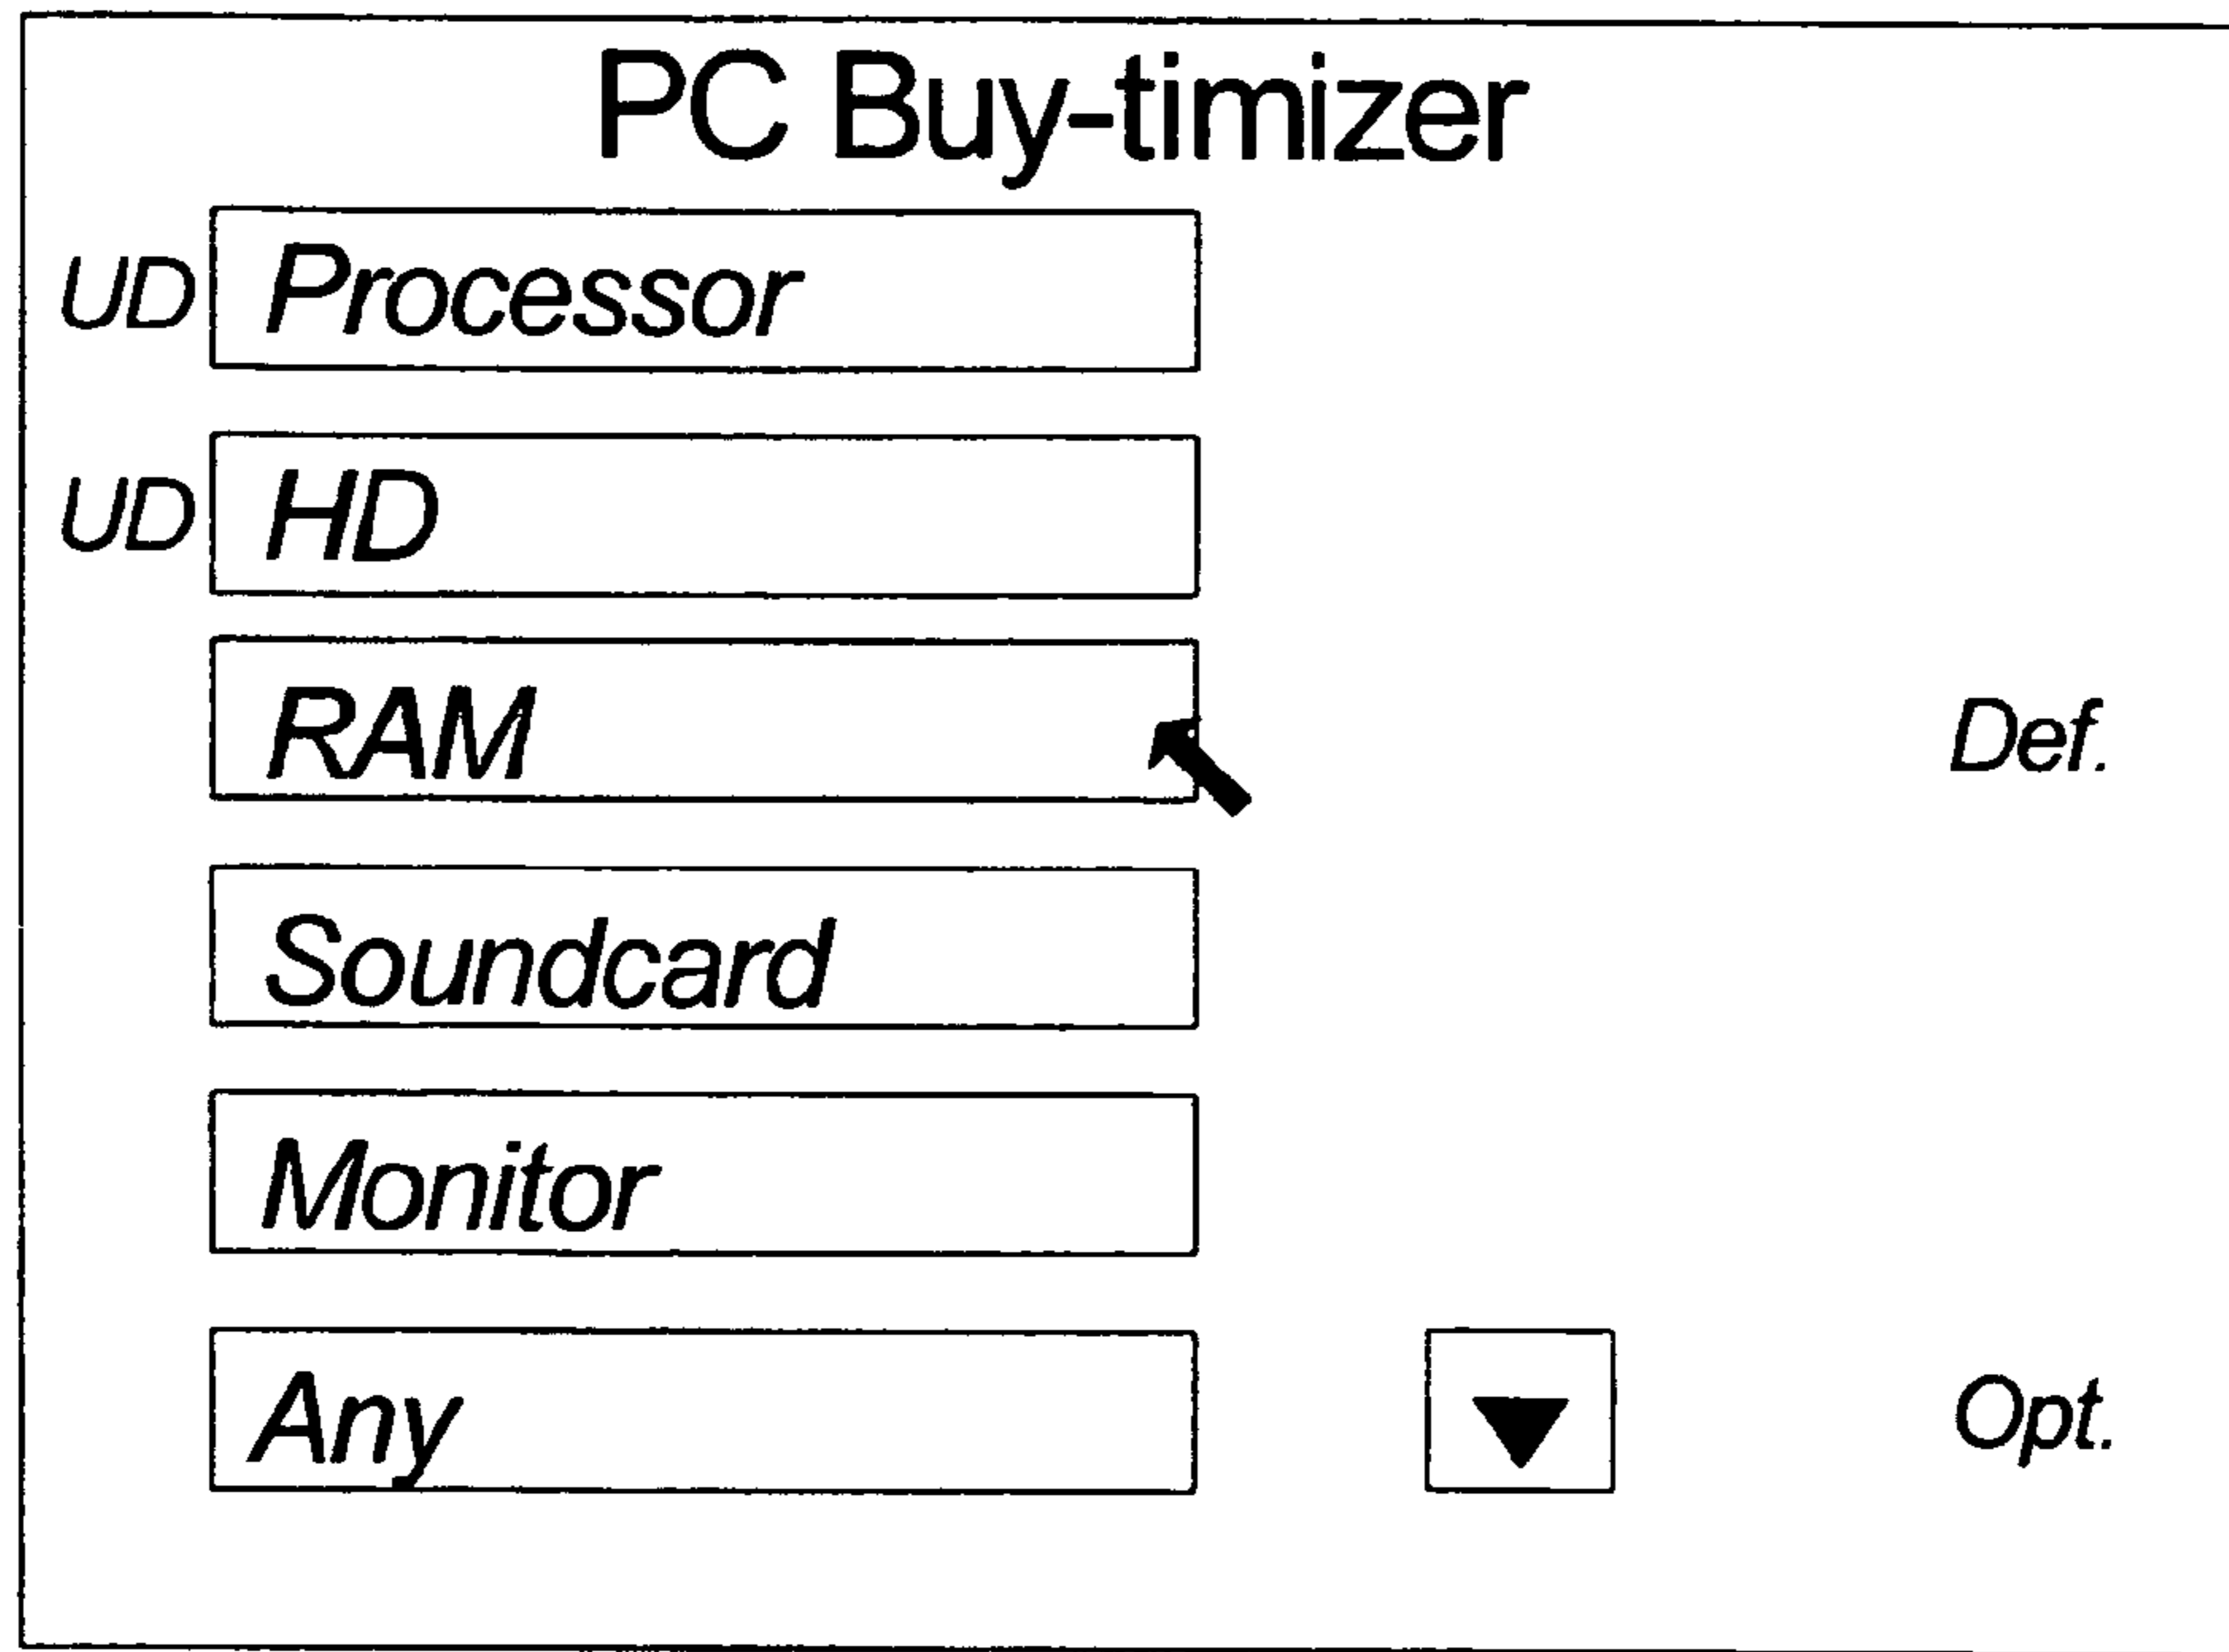 PC Buy-timizer
UD Processor
UD HD
RAM Def.
Soundcard
Monitor
Any Opt.